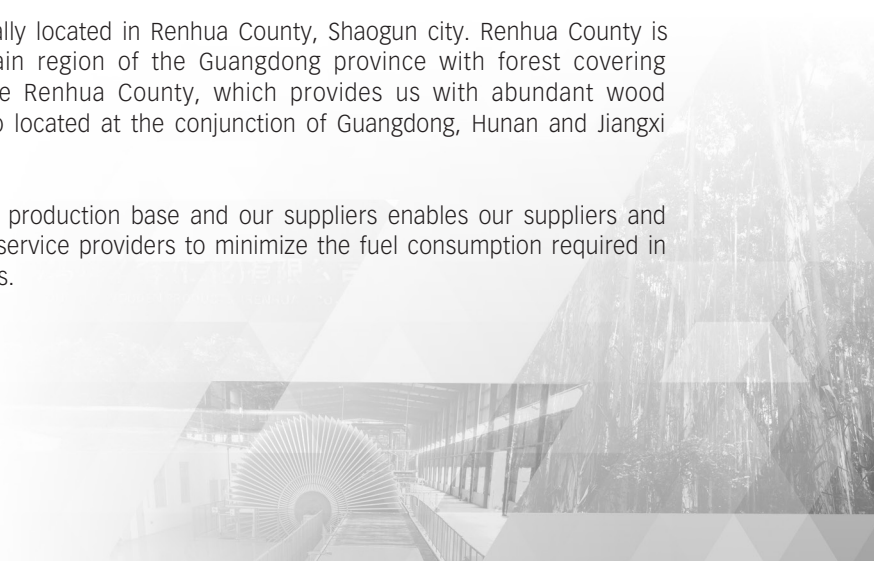 ally located in Renhua County, Shaogun city. Renhua County is
ain region of the Guangdong province with forest covering
e Renhua County, which provides us with abundant wood
o located at the conjunction of Guangdong, Hunan and Jiangxi
production base and our suppliers enables our suppliers and
service providers to minimize the fuel consumption required in
s.